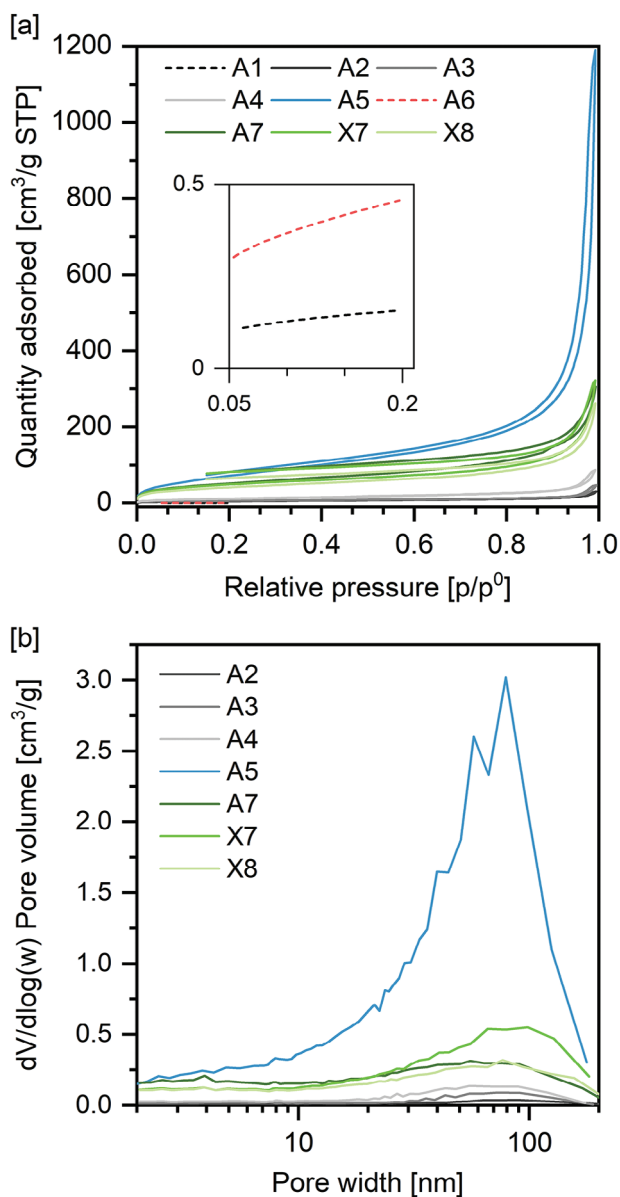 [a]
1200
1000
800
600
400
200
0
Quantity adsorbed [cm³/g STP]
A1 A2 A3
A4 A5 A6
A7 X7 X8
0.5
0
0.05 0.2
0.0 0.2 0.4 0.6 0.8 1.0
Relative pressure [p/p⁰]
[b]
3.0
2.5
2.0
1.5
1.0
0.5
0.0
dV/dlog(w) Pore volume [cm³/g]
A2
A3
A4
A5
A7
X7
X8
10 100
Pore width [nm]